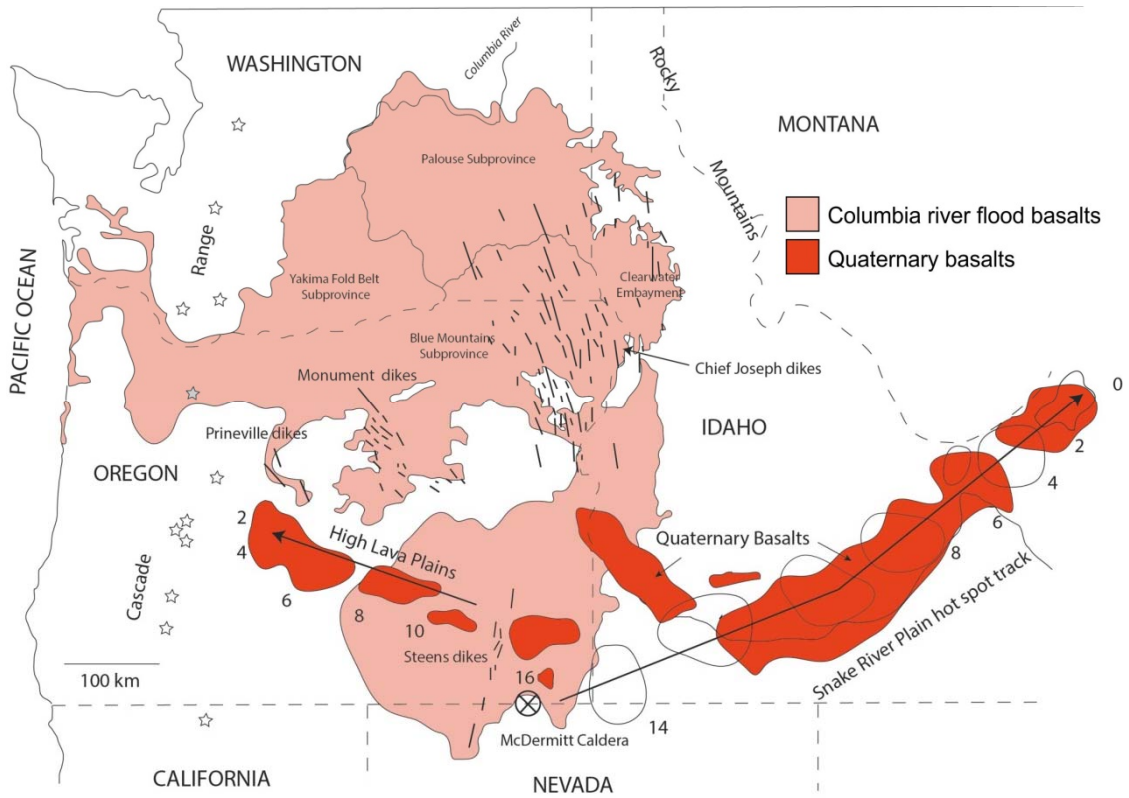 WASHINGTON
Columbia River
Rocky
MONTANA
Palouse Subprovince
Mountains
Columbia river flood basalts
Quaternary basalts
Range
PACIFIC OCEAN
Yakima Fold Belt
Subprovince
Clearwater
Embayment
Blue Mountains
Subprovince
Chief Joseph dikes
Monument dikes
0
Prineville dikes
IDAHO
2
OREGON
4
2
6
High Lava Plains
Quaternary Basalts
4
8
6
Cascade
8
10
Snake River Plain hot spot track
Steens dikes
100 km
16
14
McDermitt Caldera
CALIFORNIA
NEVADA